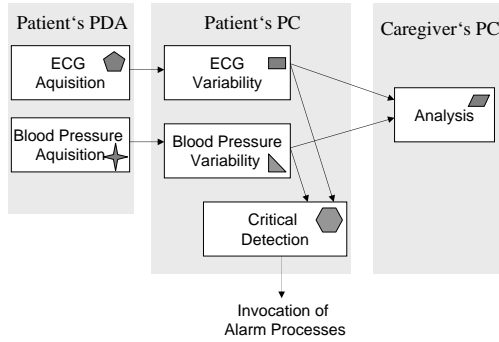 Patient‘s PDA
Patient‘s PC
Caregiver‘s PC
ECG
Aquisition
ECG
Variability
Analysis
Blood Pressure
Aquisition
Blood Pressure
Variability
Critical
Detection
Invocation of
Alarm Processes